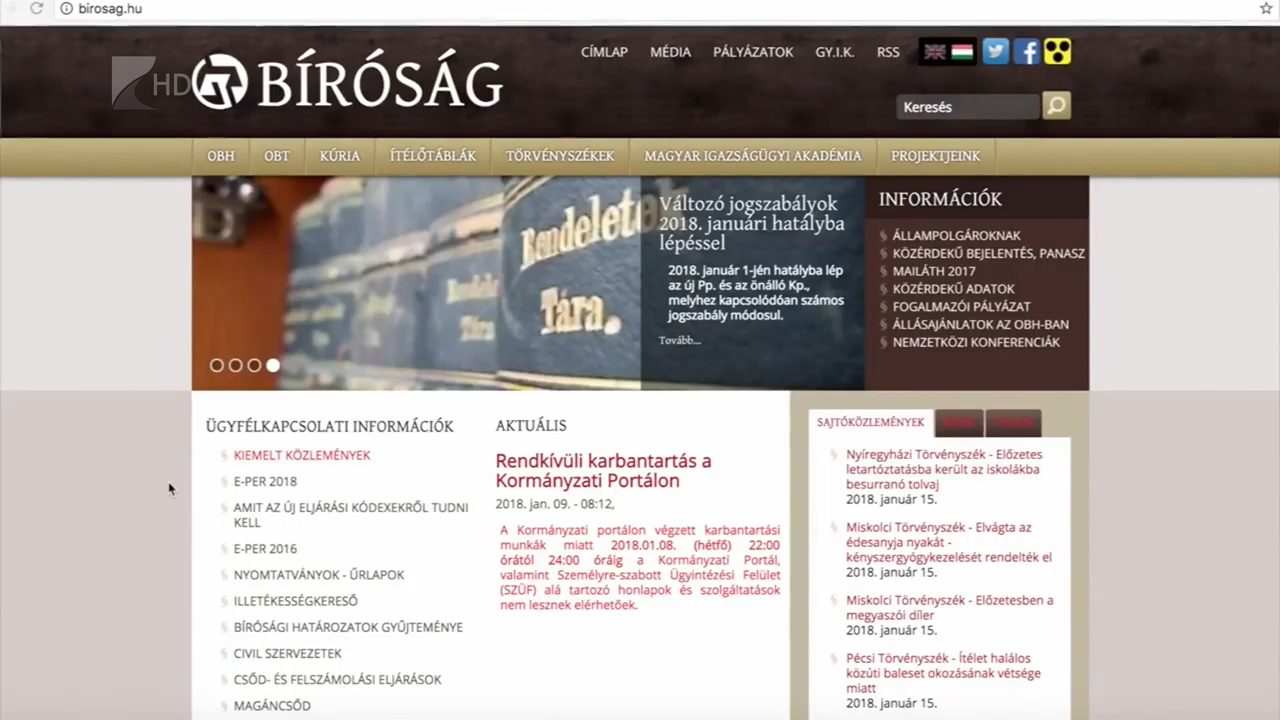 birosag.hu
CÍMLAP MÉDIA PÁLYÁZATOK GY.I.K. RSS
HD
BÍRÓSÁG
Keresés
OBH OBT KÚRIA ÍTÉLŐTÁBLÁK TÖRVÉNYSZÉKEK MAGYAR IGAZSÁGÜGYI AKADÉMIA PROJEKTJEINK
Rendelete
Tára.
Rendele
Tára
Változó jogszabályok
2018. januári hatályba
lépéssel
2018. január 1-jén hatályba lép
az új Pp. és az önálló Kp.,
melyhez kapcsolódóan számos
jogszabály módosul.
Tovább...
INFORMÁCIÓK
ÁLLAMPOLGÁROKNAK
KÖZÉRDEKŰ BEJELENTÉS, PANASZ
MAILÁTH 2017
KÖZÉRDEKŰ ADATOK
FOGALMAZÓI PÁLYÁZAT
ÁLLÁSAJÁNLATOK AZ OBH-BAN
NEMZETKÖZI KONFERENCIÁK
ÜGYFÉLKAPCSOLATI INFORMÁCIÓK
KIEMELT KÖZLEMÉNYEK
E-PER 2018
AMIT AZ ÚJ ELJÁRÁSI KÓDEXEKRŐL TUDNI
KELL
E-PER 2016
NYOMTATVÁNYOK - ŰRLAPOK
ILLETÉKESSÉGKERESŐ
BÍRÓSÁGI HATÁROZATOK GYŰJTEMÉNYE
CIVIL SZERVEZETEK
CSŐD- ÉS FELSZÁMOLÁSI ELJÁRÁSOK
MAGÁNCSŐD
AKTUÁLIS
Rendkívüli karbantartás a
Kormányzati Portálon
2018. jan. 09. - 08:12,
A Kormányzati portálon végzett karbantartási
munkák miatt 2018.01.08. (hétfő) 22:00
órától 24:00 óráig a Kormányzati Portál,
valamint Személyre-szabott Ügyintézési Felület
(SZÜF) alá tartozó honlapok és szolgáltatások
nem lesznek elérhetőek.
SAJTÓKÖZLEMÉNYEK
Nyíregyházi Törvényszék - Előzetes
letartóztatásba került az iskolákba
besurranó tolvaj
2018. január 15.
Miskolci Törvényszék - Elvágta az
édesanyja nyakát -
kényszergyógykezelését rendelték el
2018. január 15.
Miskolci Törvényszék - Előzetesben a
megyaszói díler
2018. január 15.
Pécsi Törvényszék - Ítélet halálos
közúti baleset okozásának vétsége
miatt
2018. január 15.